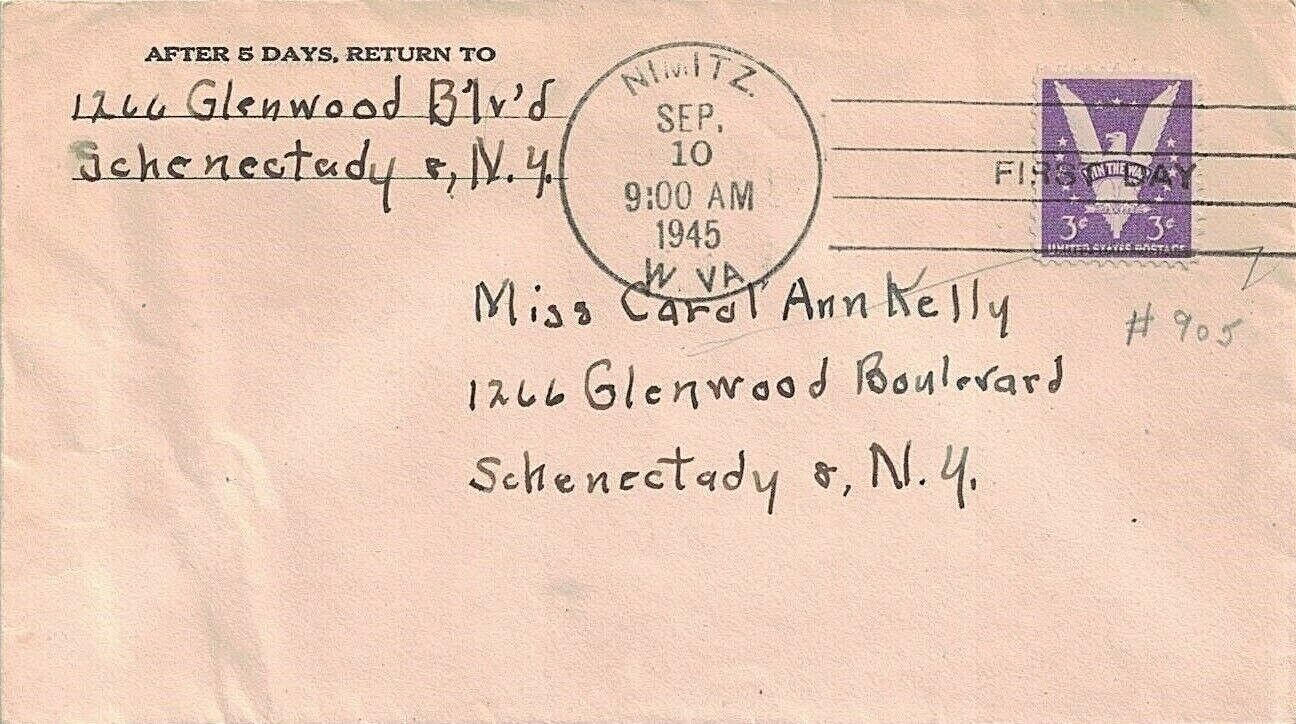 AFTER 5 DAYS, RETURN TO
1266 Glenwood Blv'd
Schenectady 8, N.Y.
NIMITZ.
SEP.
10
9:00 AM
1945
W. VA.
FIRST DAY
WIN THE WAR
3¢ 3¢
UNITED STATES POSTAGE
Miss Carol Ann Kelly
1266 Glenwood Boulevard
Schenectady 8, N.Y.
# 905